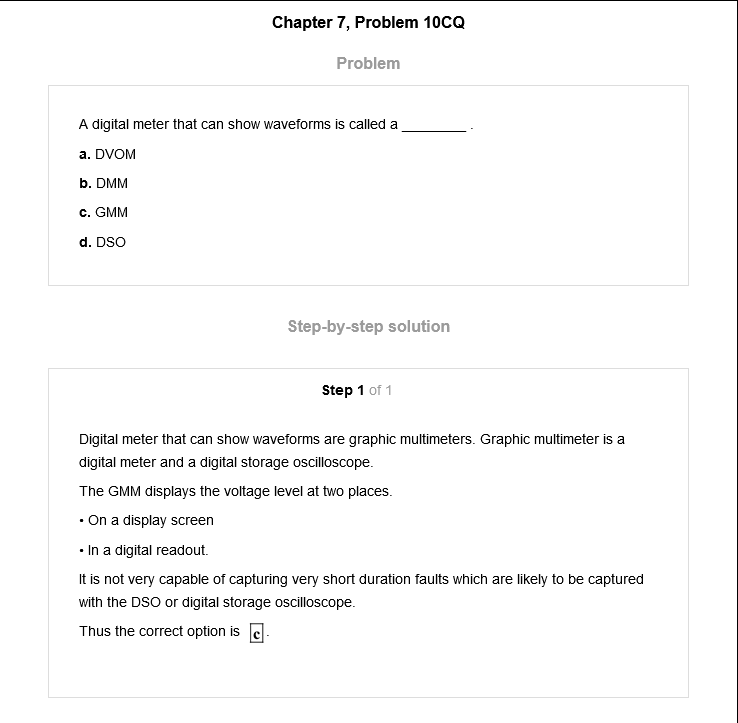 Chapter 7, Problem 10CQ
Problem
A digital meter that can show waveforms is called a ________ .
a. DVOM
b. DMM
c. GMM
d. DSO
Step-by-step solution
Step 1 of 1
Digital meter that can show waveforms are graphic multimeters. Graphic multimeter is a
digital meter and a digital storage oscilloscope.
The GMM displays the voltage level at two places.
• On a display screen
• In a digital readout.
It is not very capable of capturing very short duration faults which are likely to be captured
with the DSO or digital storage oscilloscope.
Thus the correct option is c.